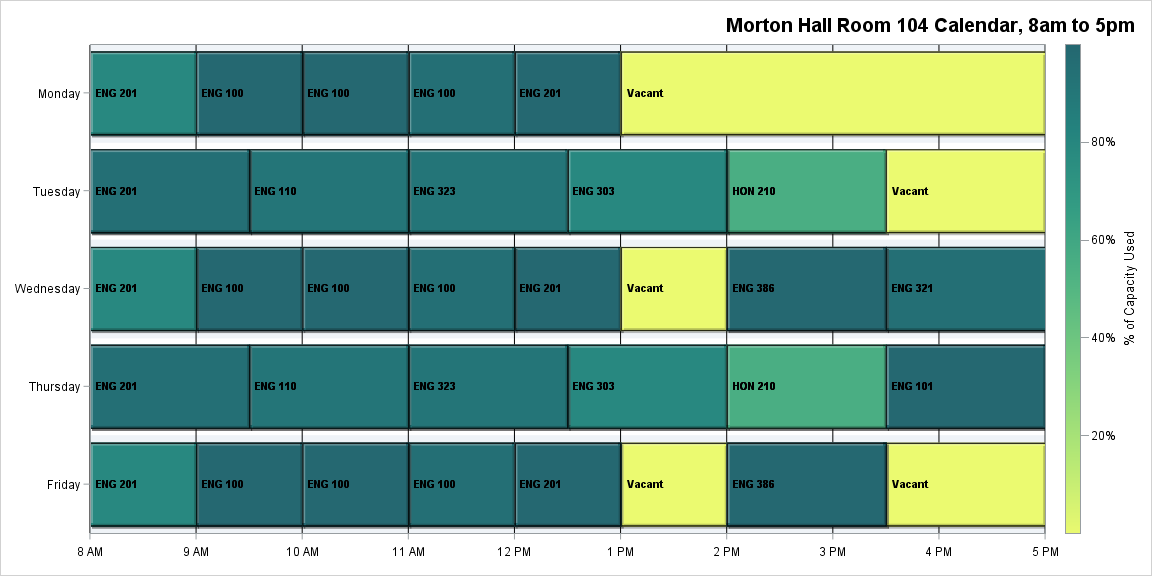 Morton Hall Room 104 Calendar, 8am to 5pm
Monday
ENG 201
ENG 100
ENG 100
ENG 100
ENG 201
Vacant
Tuesday
ENG 201
ENG 110
ENG 323
ENG 303
HON 210
Vacant
Wednesday
ENG 201
ENG 100
ENG 100
ENG 100
ENG 201
Vacant
ENG 386
ENG 321
Thursday
ENG 201
ENG 110
ENG 323
ENG 303
HON 210
ENG 101
Friday
ENG 201
ENG 100
ENG 100
ENG 100
ENG 201
Vacant
ENG 386
Vacant
8 AM
9 AM
10 AM
11 AM
12 PM
1 PM
2 PM
3 PM
4 PM
5 PM
80%
60%
40%
20%
% of Capacity Used